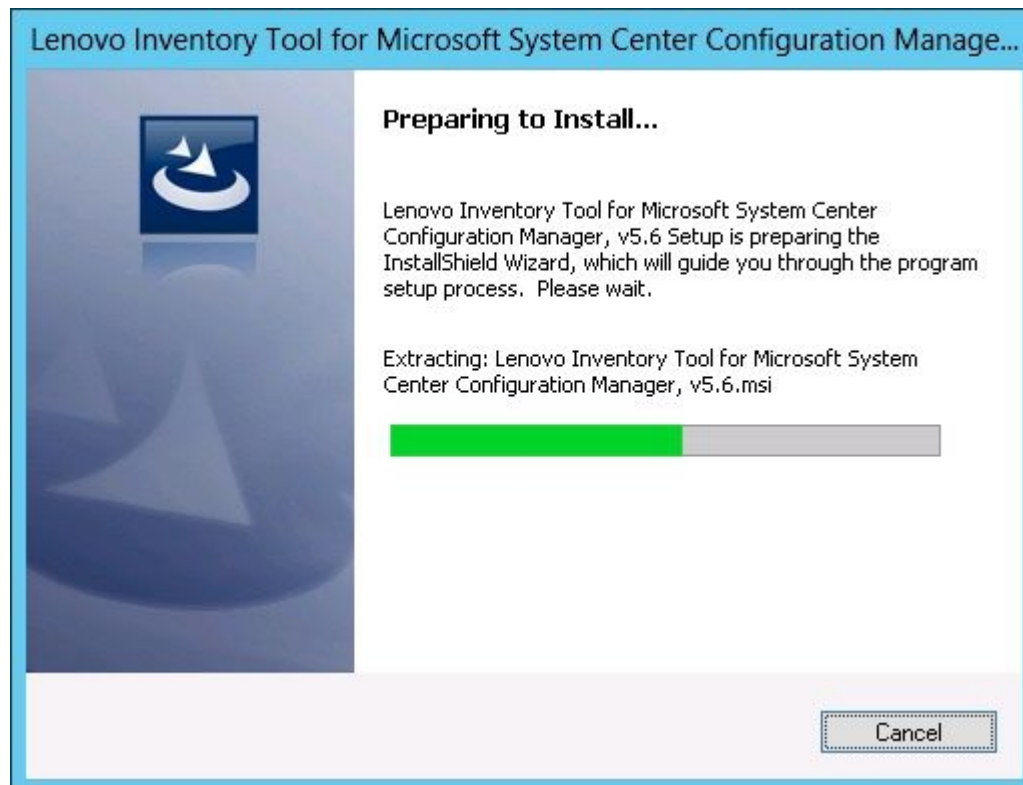 Lenovo Inventory Tool for Microsoft System Center Configuration Manage...
Preparing to Install...
Lenovo Inventory Tool for Microsoft System Center
Configuration Manager, v5.6 Setup is preparing the
InstallShield Wizard, which will guide you through the program
setup process.  Please wait.
Extracting: Lenovo Inventory Tool for Microsoft System
Center Configuration Manager, v5.6.msi
Cancel